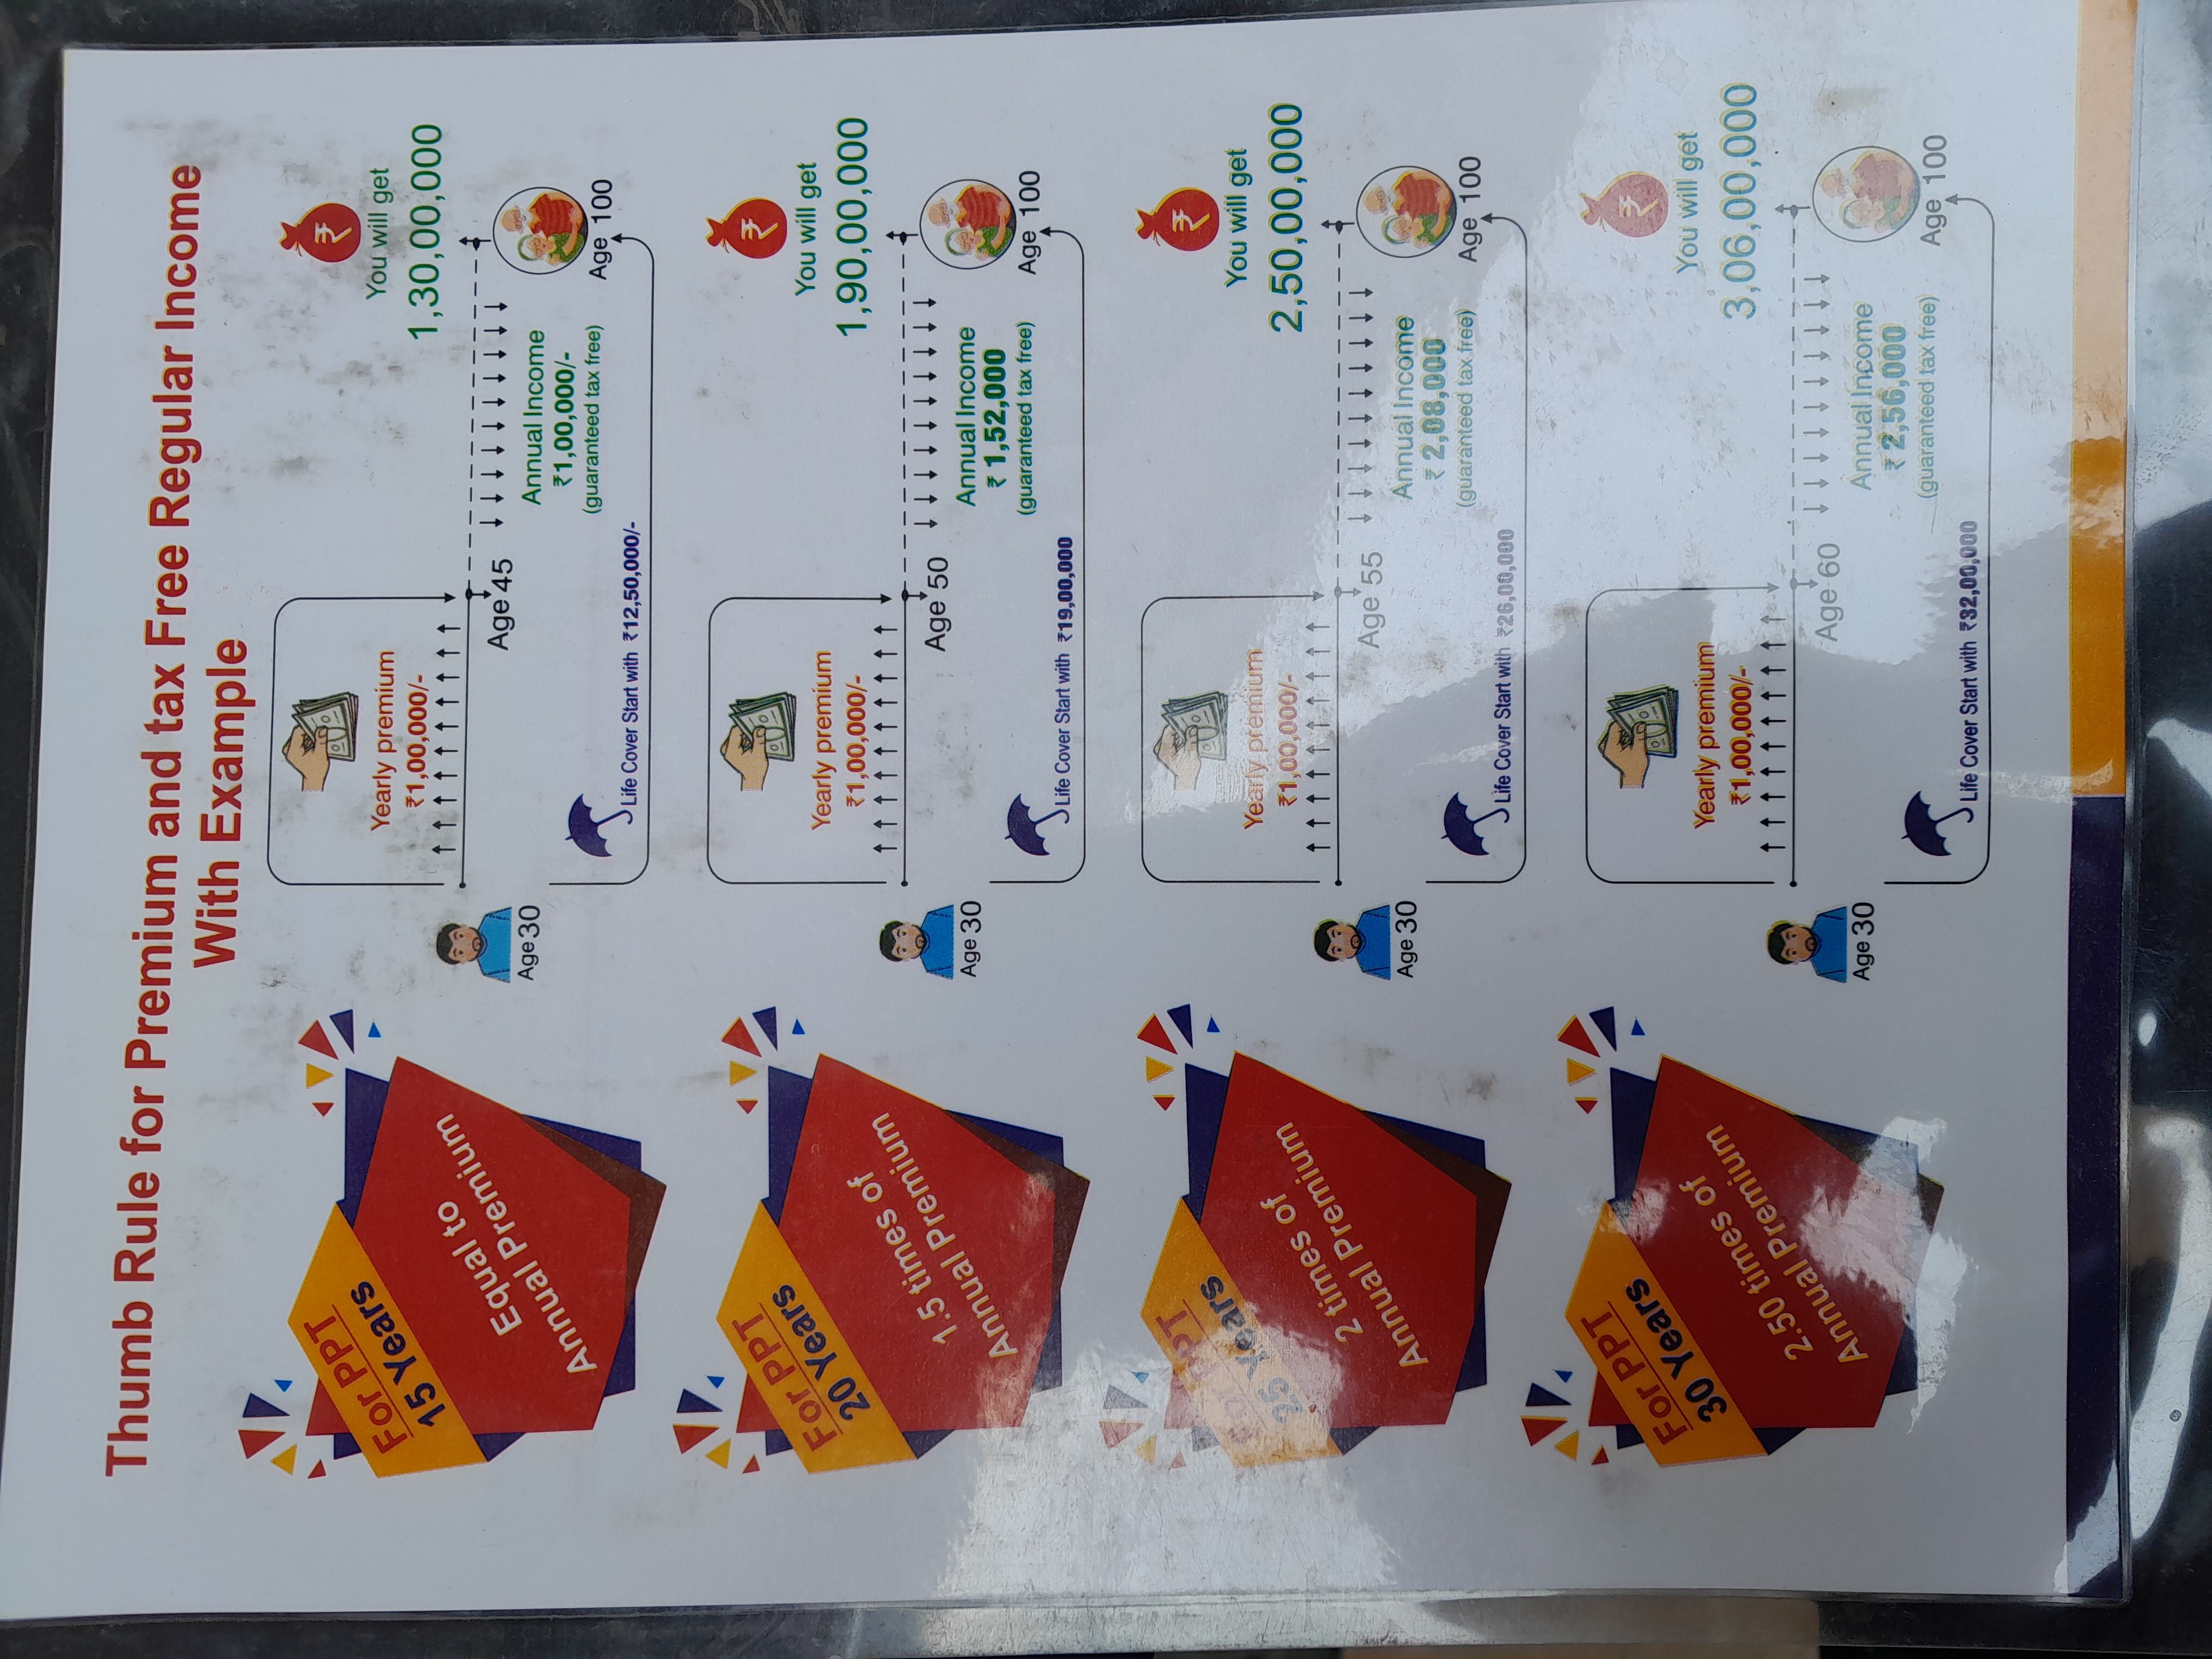 Thumb Rule for Premium and tax Free Regular Income
With Example
For PPT
15 Years
Equal to
Annual Premium
Yearly premium
₹1,00,000/-
Age 30
Age 45
Annual Income
₹1,00,000/-
(guaranteed tax free)
You will get
1,30,00,000
Age 100
Life Cover Start with ₹12,50,000/-
For PPT
20 Years
1.5 times of
Annual Premium
Yearly premium
₹1,00,000/-
Age 30
Age 50
Annual Income
₹ 1,52,000
(guaranteed tax free)
You will get
1,90,00,000
Age 100
Life Cover Start with ₹19,00,000
For PPT
25 Years
2 times of
Annual Premium
Yearly premium
₹1,00,000/-
Age 30
Age 55
Annual Income
₹ 2,08,000
(guaranteed tax free)
You will get
2,50,00,000
Age 100
Life Cover Start with ₹26,00,000
For PPT
30 Years
2.50 times of
Annual Premium
Yearly premium
₹1,00,000/-
Age 30
Age 60
Annual Income
₹ 2,56,000
(guaranteed tax free)
You will get
3,06,00,000
Age 100
Life Cover Start with ₹32,00,000